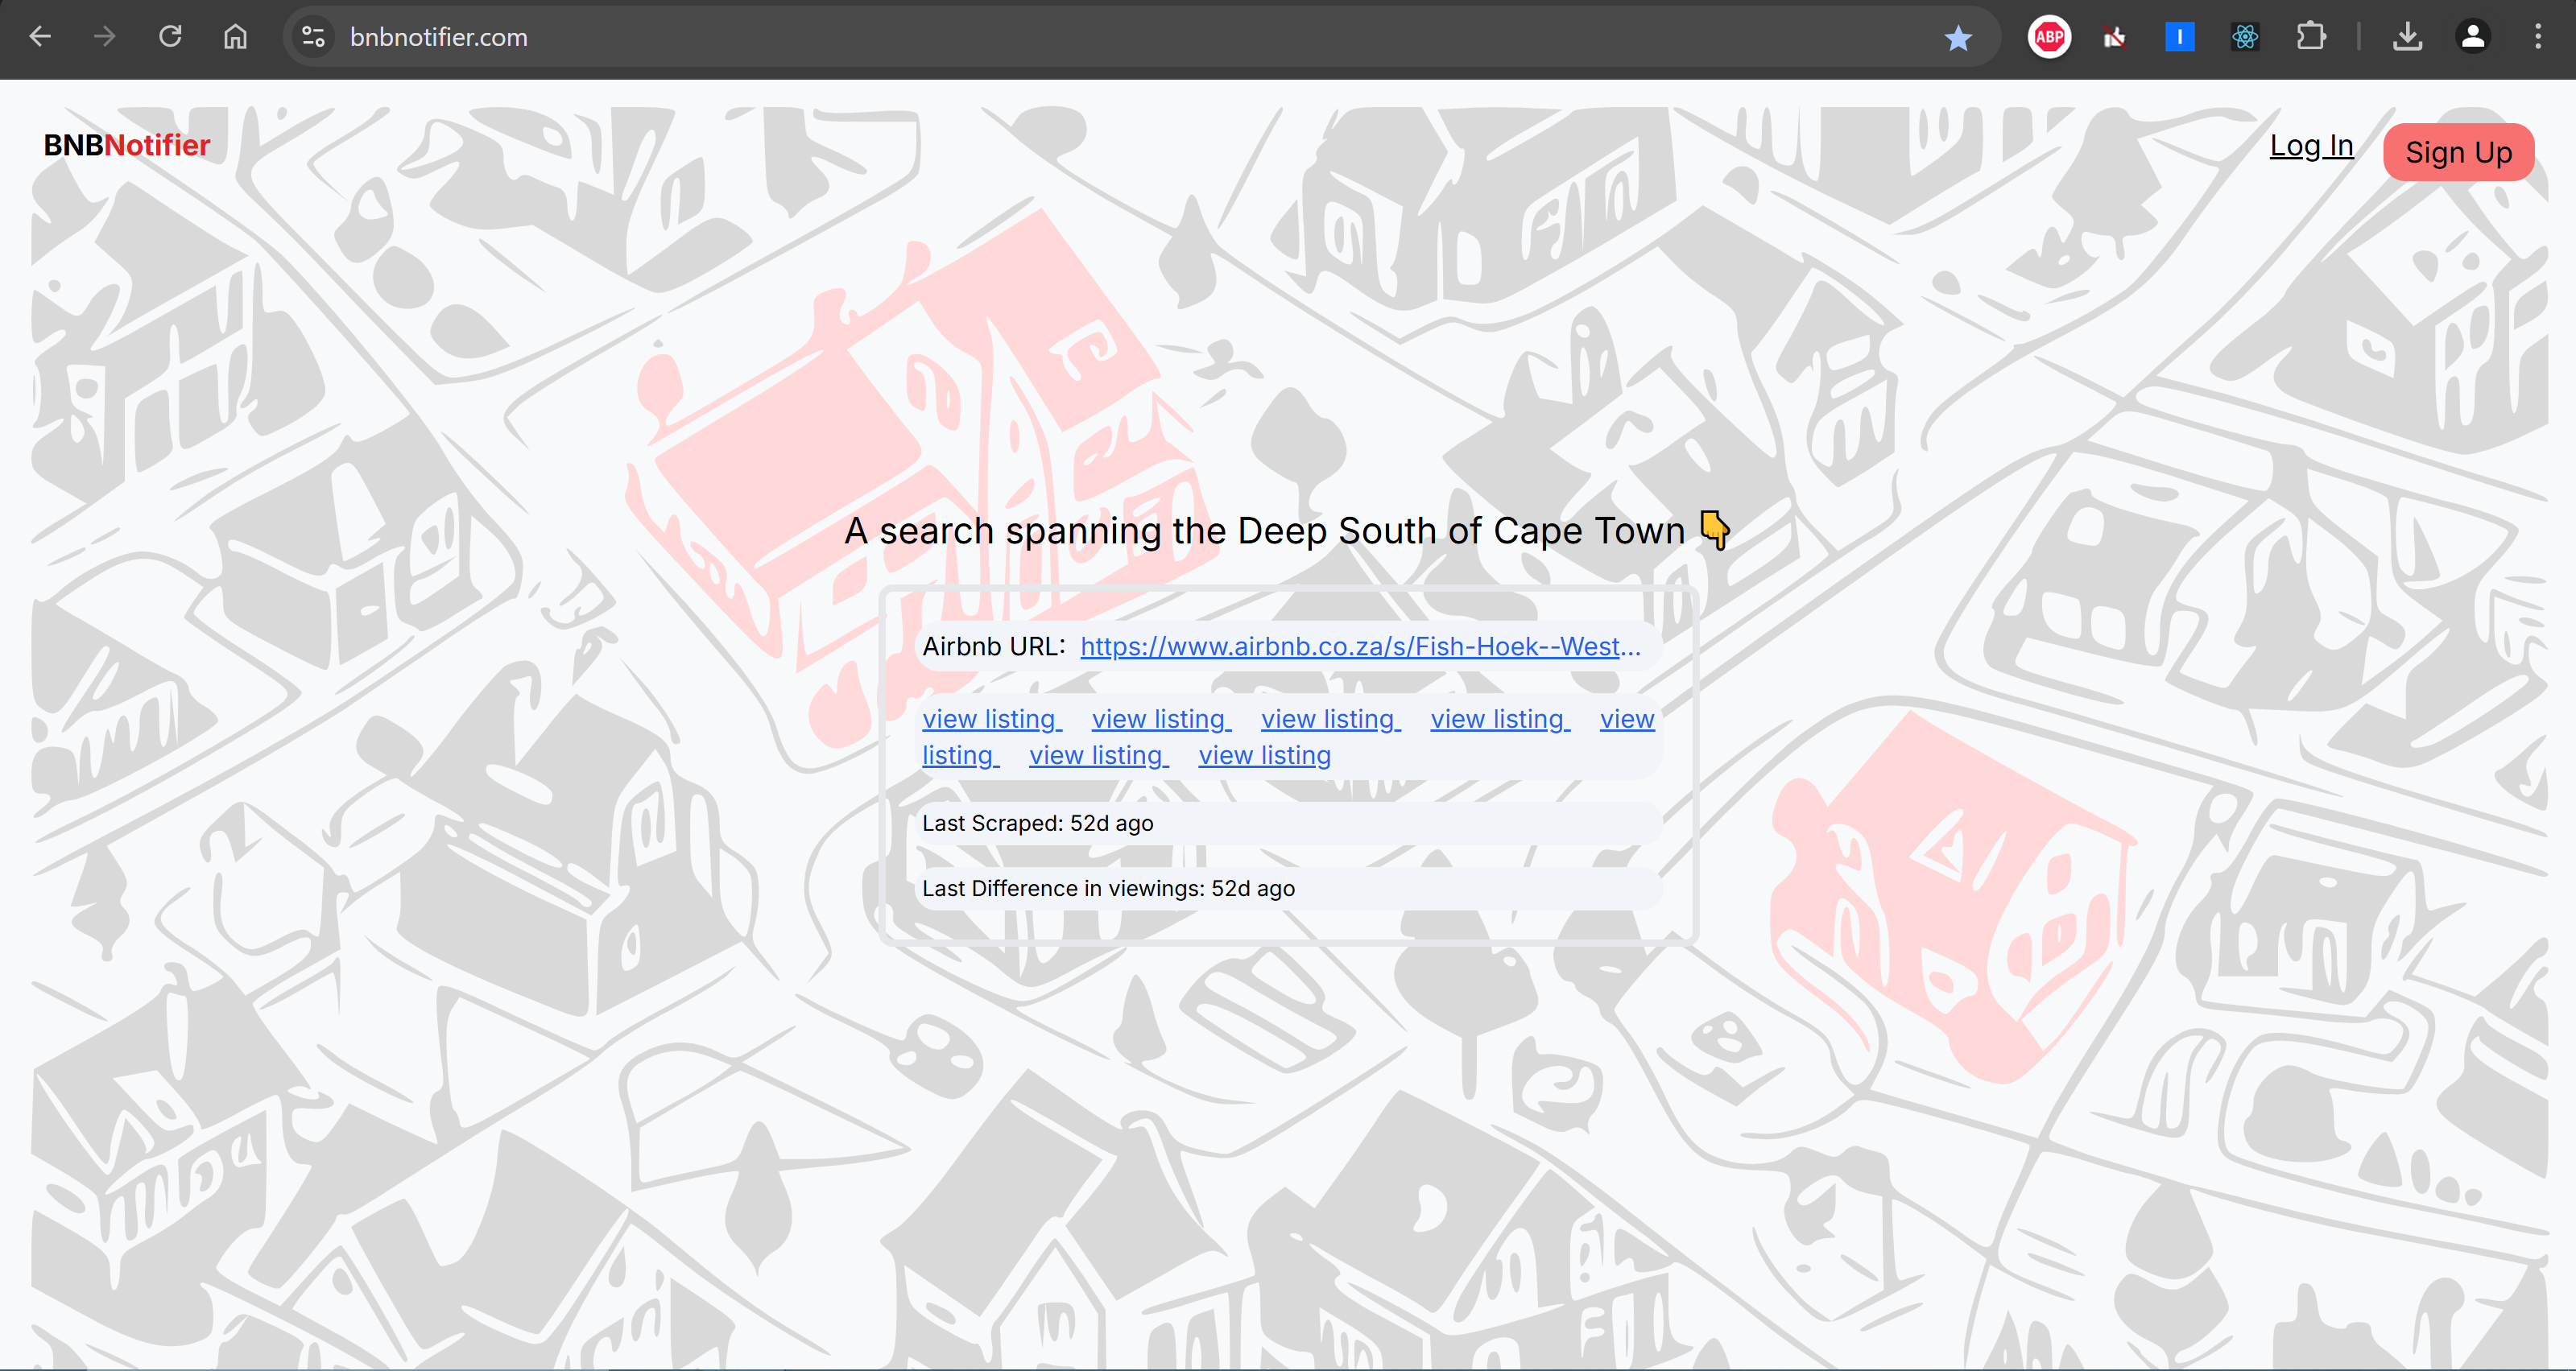 bnbnotifier.com
ABP
I
BNBNotifier
Log In
Sign Up
A search spanning the Deep South of Cape Town 👇
Airbnb URL: https://www.airbnb.co.za/s/Fish-Hoek--West...
view listing view listing view listing view listing view
listing view listing view listing
Last Scraped: 52d ago
Last Difference in viewings: 52d ago